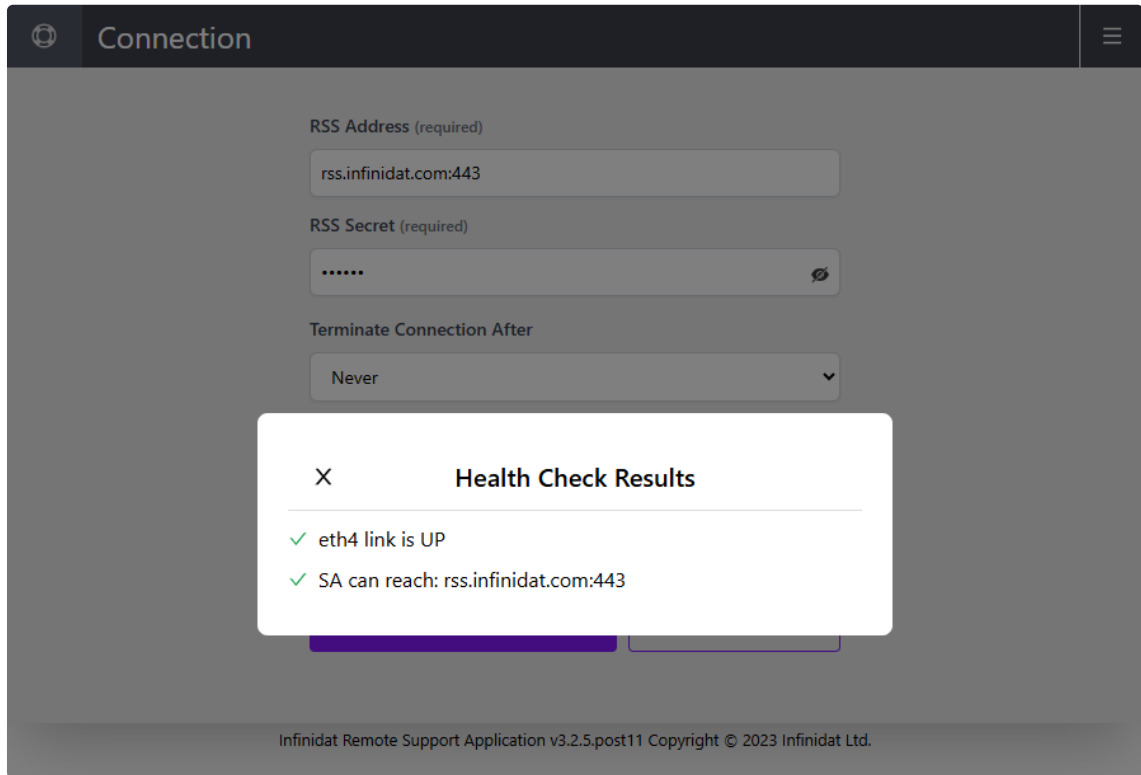 Connection
RSS Address (required)
rss.infinidat.com:443
RSS Secret (required)
••••••
Terminate Connection After
Never
Health Check Results
eth4 link is UP
SA can reach: rss.infinidat.com:443
Infinidat Remote Support Application v3.2.5.post11 Copyright © 2023 Infinidat Ltd.